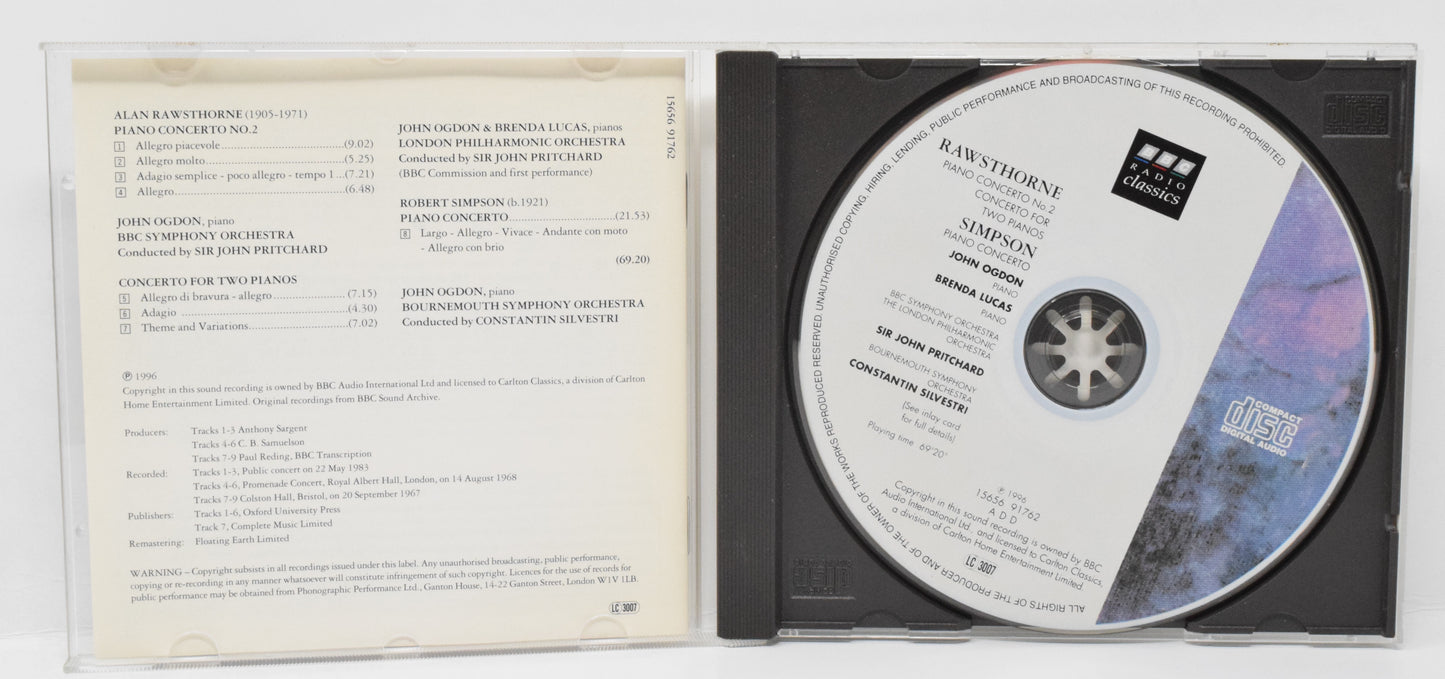 ALAN RAWSTHORNE (1905-1971)
PIANO CONCERTO NO.2
1 Allegro piacevole (9.02)
2 Allegro molto (5.25)
3 Adagio semplice - poco allegro - tempo 1 (7.21)
4 Allegro (6.48)
JOHN OGDON, piano
BBC SYMPHONY ORCHESTRA
Conducted by SIR JOHN PRITCHARD
CONCERTO FOR TWO PIANOS
5 Allegro di bravura - allegro (7.15)
6 Adagio (4.30)
7 Theme and Variations (7.02)
JOHN OGDON & BRENDA LUCAS, pianos
LONDON PHILHARMONIC ORCHESTRA
Conducted by SIR JOHN PRITCHARD
(BBC Commission and first performance)
ROBERT SIMPSON (b.1921)
PIANO CONCERTO (21.53)
8 Largo - Allegro - Vivace - Andante con moto
- Allegro con brio
(69.20)
JOHN OGDON, piano
BOURNEMOUTH SYMPHONY ORCHESTRA
Conducted by CONSTANTIN SILVESTRI
15656 91762
℗ 1996
Copyright in this sound recording is owned by BBC Audio International Ltd and licensed to Carlton Classics, a division of Carlton
Home Entertainment Limited. Original recordings from BBC Sound Archive.
Producers: Tracks 1-3 Anthony Sargent
Tracks 4-6 C. B. Samuelson
Tracks 7-9 Paul Reding, BBC Transcription
Recorded: Tracks 1-3, Public concert on 22 May 1983
Tracks 4-6, Promenade Concert, Royal Albert Hall, London, on 14 August 1968
Tracks 7-9 Colston Hall, Bristol, on 20 September 1967
Publishers: Tracks 1-6, Oxford University Press
Track 7, Complete Music Limited
Remastering: Floating Earth Limited
WARNING – Copyright subsists in all recordings issued under this label. Any unauthorised broadcasting, public performance,
copying or re-recording in any manner whatsoever will constitute infringement of such copyright. Licences for the use of records for
public performance may be obtained from Phonographic Performance Ltd., Ganton House, 14-22 Ganton Street, London W1V 1LB.
LC 3007
ALL RIGHTS OF THE PRODUCER AND OF THE OWNER OF THE WORKS REPRODUCED RESERVED. UNAUTHORISED COPYING, HIRING, LENDING, PUBLIC PERFORMANCE AND BROADCASTING OF THIS RECORDING PROHIBITED.
BBC
RADIO
classics
RAWSTHORNE
PIANO CONCERTO No.2
CONCERTO FOR
TWO PIANOS
SIMPSON
PIANO CONCERTO
JOHN OGDON
PIANO
BRENDA LUCAS
PIANO
BBC SYMPHONY ORCHESTRA
THE LONDON PHILHARMONIC
ORCHESTRA
SIR JOHN PRITCHARD
BOURNEMOUTH SYMPHONY
ORCHESTRA
CONSTANTIN SILVESTRI
(See inlay card
for full details)
Playing time 69'20"
℗ 1996
15656 91762
A D D
Copyright in this sound recording is owned by BBC
Audio International Ltd. and licensed to Carlton Classics,
a division of Carlton Home Entertainment Limited.
LC 3007
COMPACT
disc
DIGITAL AUDIO
COMPACT
disc
DIGITAL AUDIO
disc